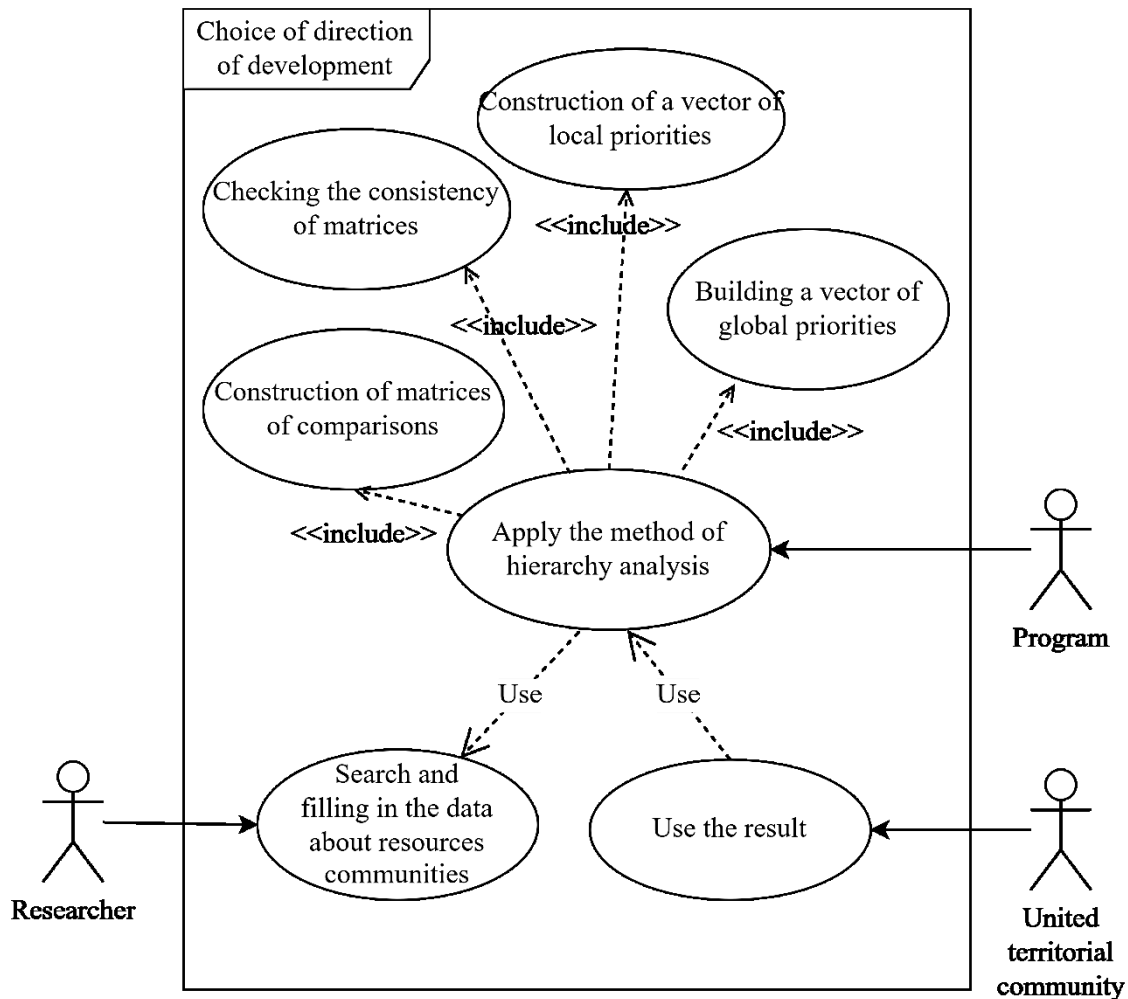 Choice of direction
of development
Construction of a vector of
local priorities
Checking the consistency
of matrices
<<include>>
Building a vector of
global priorities
<<include>>
Construction of matrices
of comparisons
<<include>>
<<include>>
Apply the method of
hierarchy analysis
Program
Use
Use
Search and
filling in the data
about resources
communities
Use the result
Researcher
United
territorial
community